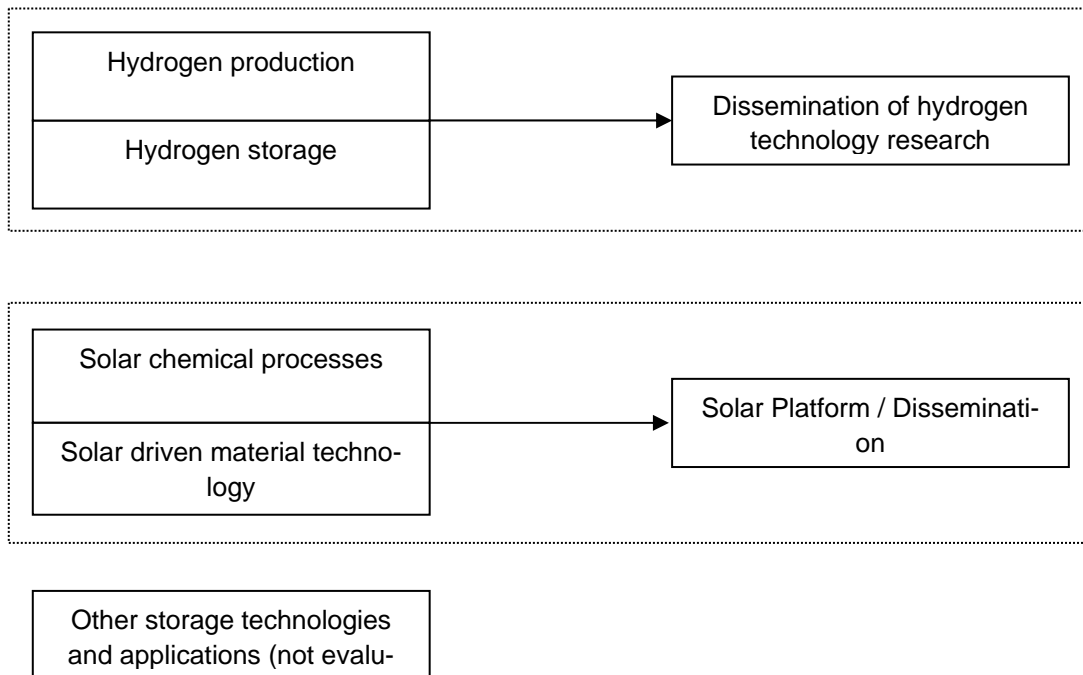 Hydrogen production
Hydrogen storage
Dissemination of hydrogen
technology research
Solar chemical processes
Solar driven material techno-
logy
Solar Platform / Disseminati-
on
Other storage technologies
and applications (not evalu-